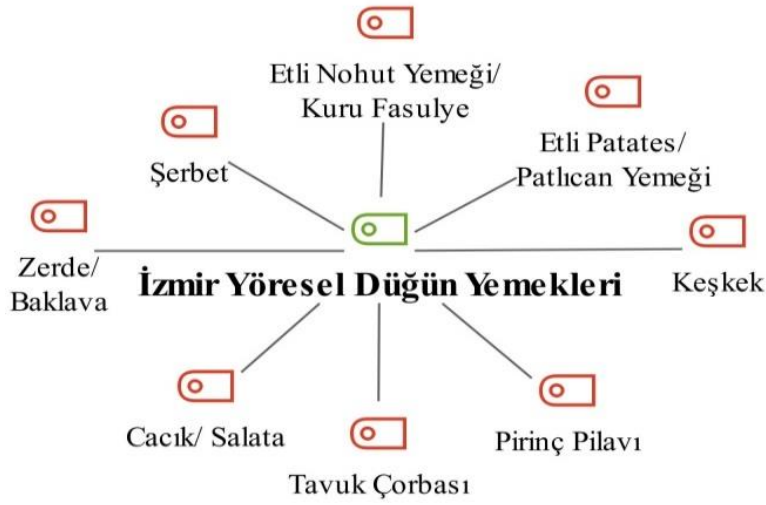 Etli Nohut Yemeği/
Kuru Fasulye
Etli Patates/
Patlıcan Yemeği
Şerbet
Zerde/
Baklava
İzmir Yöresel Düğün Yemekleri
Keşkek
Cacık/ Salata
Tavuk Çorbası
Pirinç Pilavı